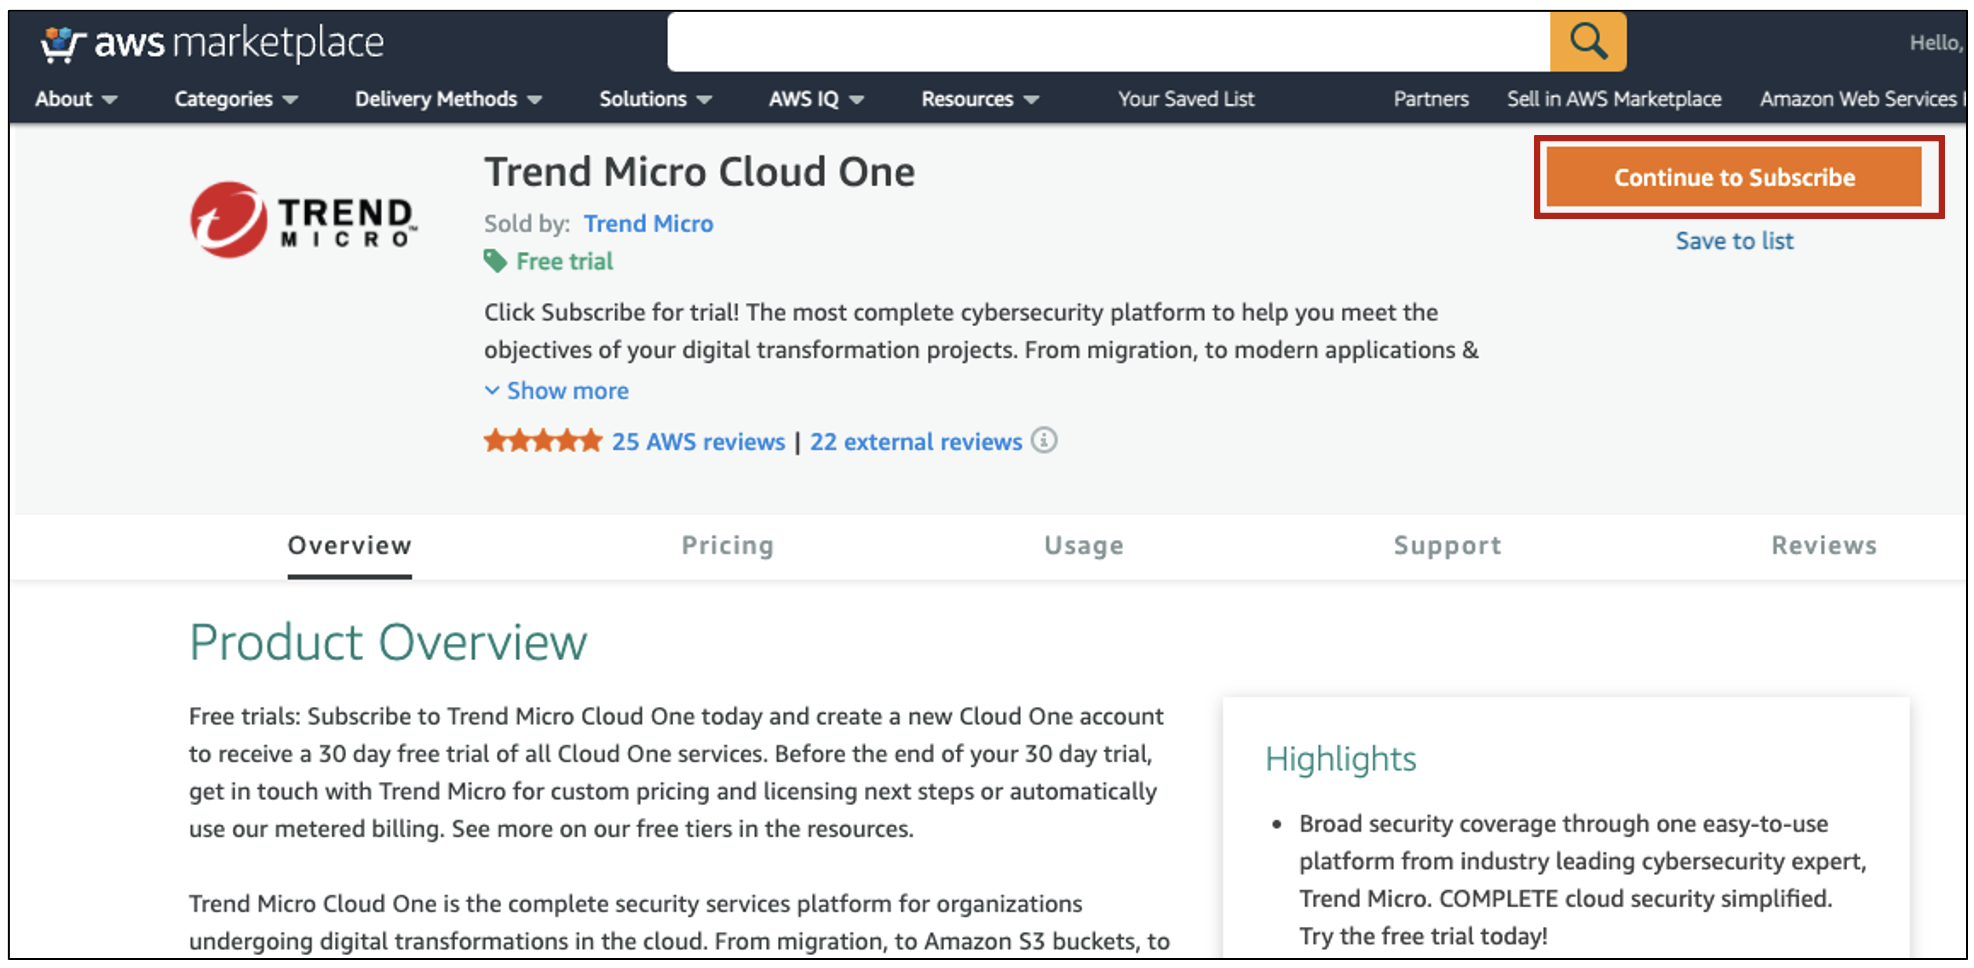 aws marketplace
Hello,
About Categories Delivery Methods Solutions AWS IQ Resources Your Saved List Partners Sell in AWS Marketplace Amazon Web Services
TREND
MICRO™
Trend Micro Cloud One
Sold by: Trend Micro
Free trial
Click Subscribe for trial! The most complete cybersecurity platform to help you meet the
objectives of your digital transformation projects. From migration, to modern applications &
Show more
25 AWS reviews | 22 external reviews
Continue to Subscribe
Save to list
Overview Pricing Usage Support Reviews
Product Overview
Free trials: Subscribe to Trend Micro Cloud One today and create a new Cloud One account
to receive a 30 day free trial of all Cloud One services. Before the end of your 30 day trial,
get in touch with Trend Micro for custom pricing and licensing next steps or automatically
use our metered billing. See more on our free tiers in the resources.
Trend Micro Cloud One is the complete security services platform for organizations
undergoing digital transformations in the cloud. From migration, to Amazon S3 buckets, to
Highlights
• Broad security coverage through one easy-to-use
platform from industry leading cybersecurity expert,
Trend Micro. COMPLETE cloud security simplified.
Try the free trial today!